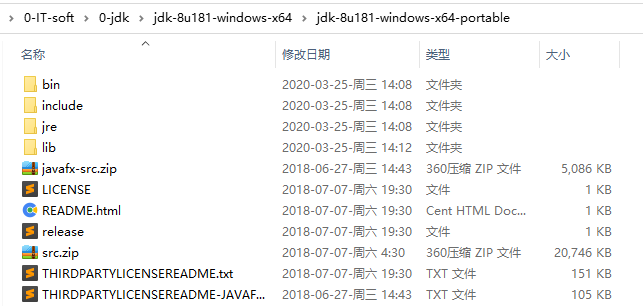 0-IT-soft > 0-jdk > jdk-8u181-windows-x64 > jdk-8u181-windows-x64-portable
名称 修改日期 类型 大小
bin 2020-03-25-周三 14:08 文件夹
include 2020-03-25-周三 14:08 文件夹
jre 2020-03-25-周三 14:08 文件夹
lib 2020-03-25-周三 14:12 文件夹
javafx-src.zip 2018-06-27-周三 14:43 360压缩 ZIP 文件 5,086 KB
LICENSE 2018-07-07-周六 19:30 文件 1 KB
README.html 2018-07-07-周六 19:30 Cent HTML Doc... 1 KB
release 2018-07-07-周六 19:30 文件 1 KB
src.zip 2018-07-07-周六 4:30 360压缩 ZIP 文件 20,746 KB
THIRDPARTYLICENSEREADME.txt 2018-07-07-周六 19:30 TXT 文件 151 KB
THIRDPARTYLICENSEREADME-JAVAF... 2018-06-27-周三 14:43 TXT 文件 105 KB